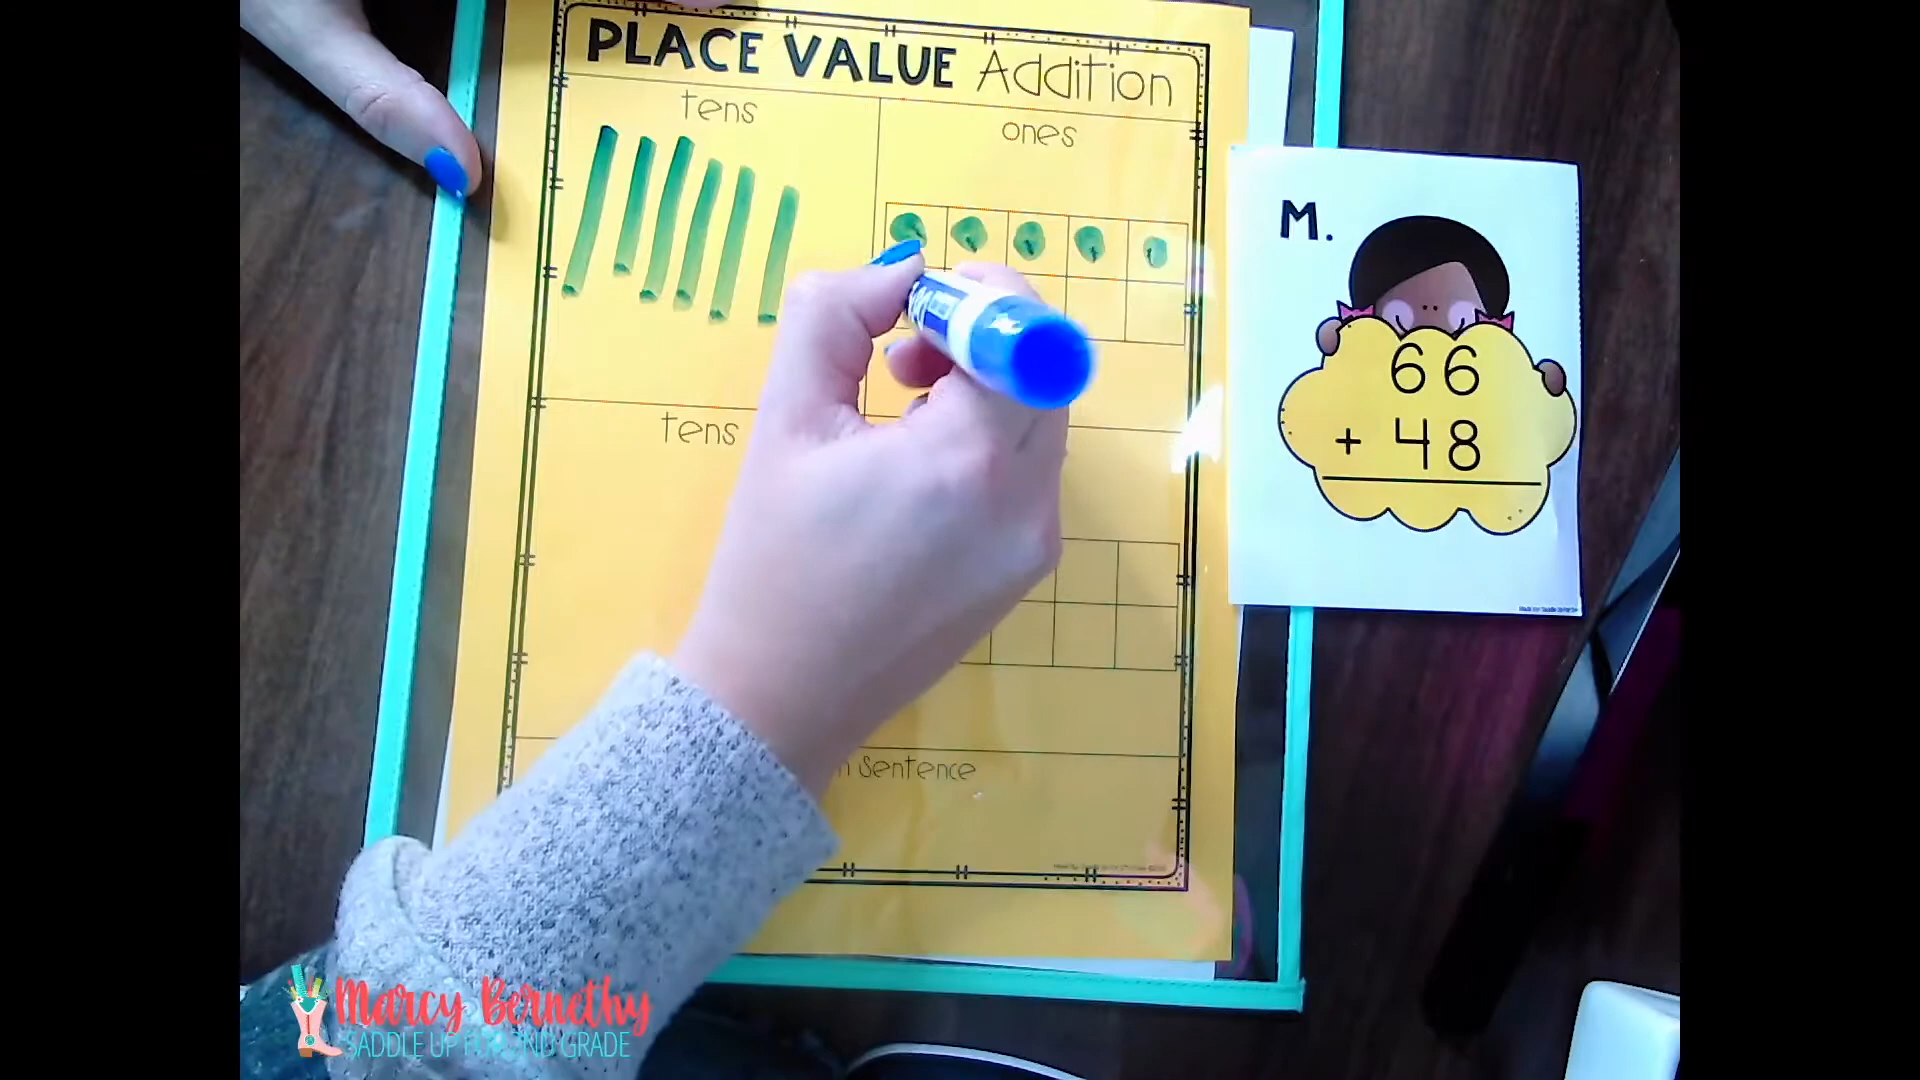 PLACE VALUE Addition
tens
ones
M.
66
+ 48
tens
sentence
Marcy Bernethy
SADDLE UP FOR 2ND GRADE